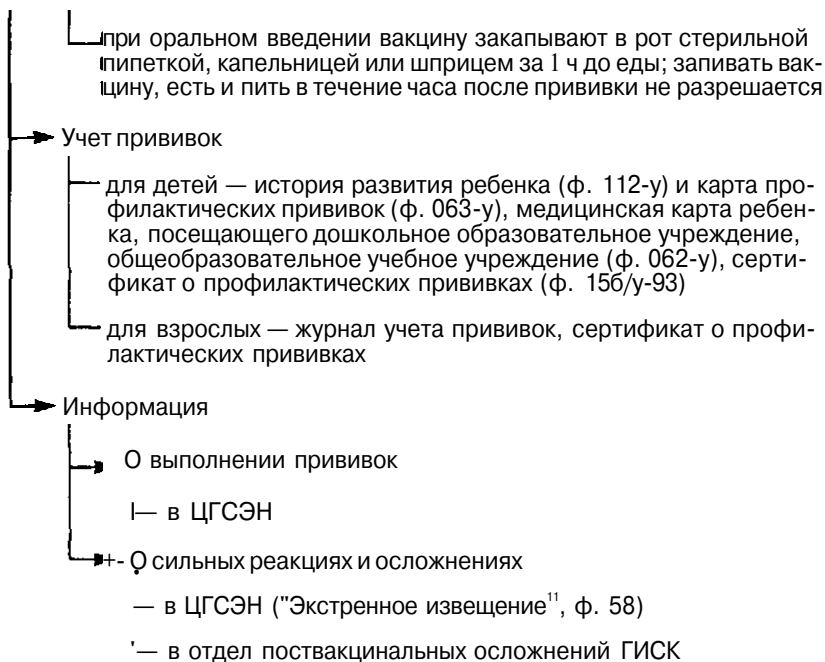 при оральном введении вакцину закапывают в рот стерильной
пипеткой, капельницей или шприцем за 1 ч до еды; запивать вак-
цину, есть и пить в течение часа после прививки не разрешается
Учет прививок
для детей — история развития ребенка (ф. 112-у) и карта про-
филактических прививок (ф. 063-у), медицинская карта ребен-
ка, посещающего дошкольное образовательное учреждение,
общеобразовательное учебное учреждение (ф. 062-у), серти-
фикат о профилактических прививках (ф. 15б/у-93)
для взрослых — журнал учета прививок, сертификат о профи-
лактических прививках
Информация
О выполнении прививок
— в ЦГСЭН
О сильных реакциях и осложнениях
— в ЦГСЭН ("Экстренное извещение¹¹, ф. 58)
'— в отдел поствакцинальных осложнений ГИСК